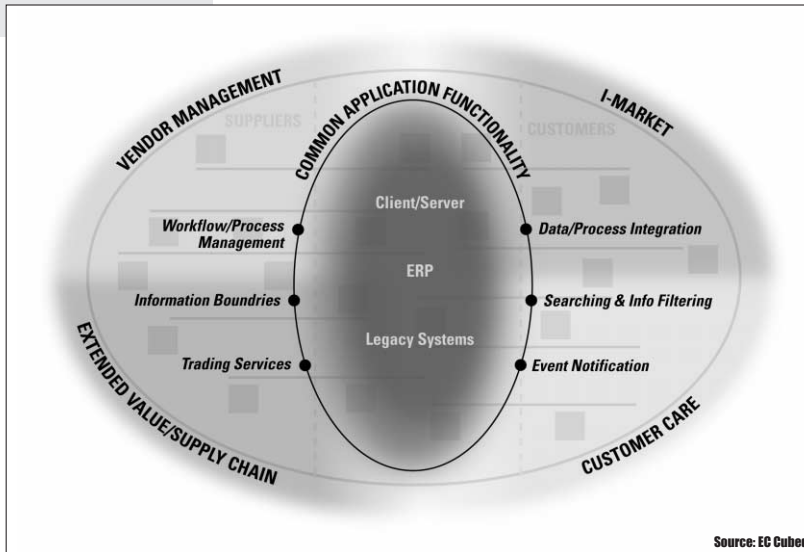 VENDOR MANAGEMENT
I-MARKET
COMMON APPLICATION FUNCTIONALITY
SUPPLIERS
CUSTOMERS
Client/Server
Workflow/Process
Management
Data/Process Integration
ERP
Information Boundries
Searching & Info Filtering
Legacy Systems
Trading Services
Event Notification
EXTENDED VALUE/SUPPLY CHAIN
CUSTOMER CARE
Source: EC Cubed